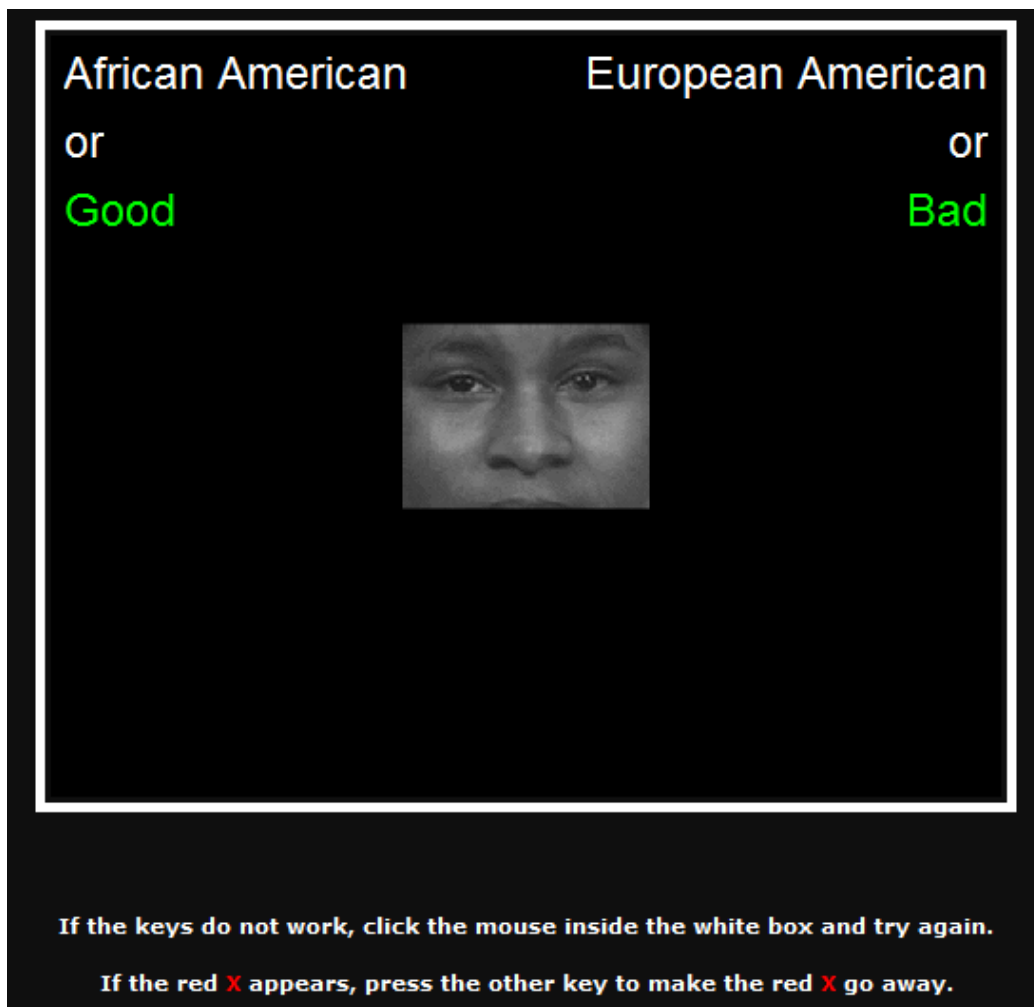 African American European American
or or
Good Bad
If the keys do not work, click the mouse inside the white box and try again.
If the red X appears, press the other key to make the red X go away.